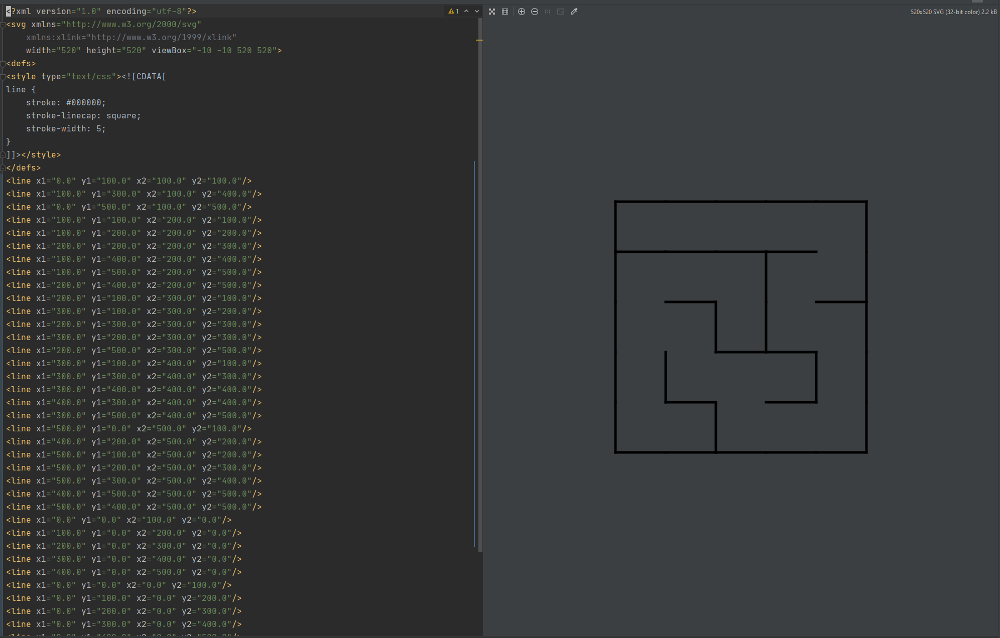 <?xml version="1.0" encoding="utf-8"?>
1
1:1
520x520 SVG (32-bit color) 2.2 kB
<svg xmlns="http://www.w3.org/2000/svg"
xmlns:xlink="http://www.w3.org/1999/xlink"
width="520" height="520" viewBox="-10 -10 520 520">
<defs>
<style type="text/css"><![CDATA[
line {
stroke: #000000;
stroke-linecap: square;
stroke-width: 5;
}
]]></style>
</defs>
<line x1="0.0" y1="100.0" x2="100.0" y2="100.0"/>
<line x1="100.0" y1="300.0" x2="100.0" y2="400.0"/>
<line x1="0.0" y1="500.0" x2="100.0" y2="500.0"/>
<line x1="100.0" y1="100.0" x2="200.0" y2="100.0"/>
<line x1="100.0" y1="200.0" x2="200.0" y2="200.0"/>
<line x1="200.0" y1="200.0" x2="200.0" y2="300.0"/>
<line x1="100.0" y1="400.0" x2="200.0" y2="400.0"/>
<line x1="100.0" y1="500.0" x2="200.0" y2="500.0"/>
<line x1="200.0" y1="400.0" x2="200.0" y2="500.0"/>
<line x1="200.0" y1="100.0" x2="300.0" y2="100.0"/>
<line x1="300.0" y1="100.0" x2="300.0" y2="200.0"/>
<line x1="200.0" y1="300.0" x2="300.0" y2="300.0"/>
<line x1="300.0" y1="200.0" x2="300.0" y2="300.0"/>
<line x1="200.0" y1="500.0" x2="300.0" y2="500.0"/>
<line x1="300.0" y1="100.0" x2="400.0" y2="100.0"/>
<line x1="300.0" y1="300.0" x2="400.0" y2="300.0"/>
<line x1="300.0" y1="400.0" x2="400.0" y2="400.0"/>
<line x1="400.0" y1="300.0" x2="400.0" y2="400.0"/>
<line x1="300.0" y1="500.0" x2="400.0" y2="500.0"/>
<line x1="500.0" y1="0.0" x2="500.0" y2="100.0"/>
<line x1="400.0" y1="200.0" x2="500.0" y2="200.0"/>
<line x1="500.0" y1="100.0" x2="500.0" y2="200.0"/>
<line x1="500.0" y1="200.0" x2="500.0" y2="300.0"/>
<line x1="500.0" y1="300.0" x2="500.0" y2="400.0"/>
<line x1="400.0" y1="500.0" x2="500.0" y2="500.0"/>
<line x1="500.0" y1="400.0" x2="500.0" y2="500.0"/>
<line x1="0.0" y1="0.0" x2="100.0" y2="0.0"/>
<line x1="100.0" y1="0.0" x2="200.0" y2="0.0"/>
<line x1="200.0" y1="0.0" x2="300.0" y2="0.0"/>
<line x1="300.0" y1="0.0" x2="400.0" y2="0.0"/>
<line x1="400.0" y1="0.0" x2="500.0" y2="0.0"/>
<line x1="0.0" y1="0.0" x2="0.0" y2="100.0"/>
<line x1="0.0" y1="100.0" x2="0.0" y2="200.0"/>
<line x1="0.0" y1="200.0" x2="0.0" y2="300.0"/>
<line x1="0.0" y1="300.0" x2="0.0" y2="400.0"/>